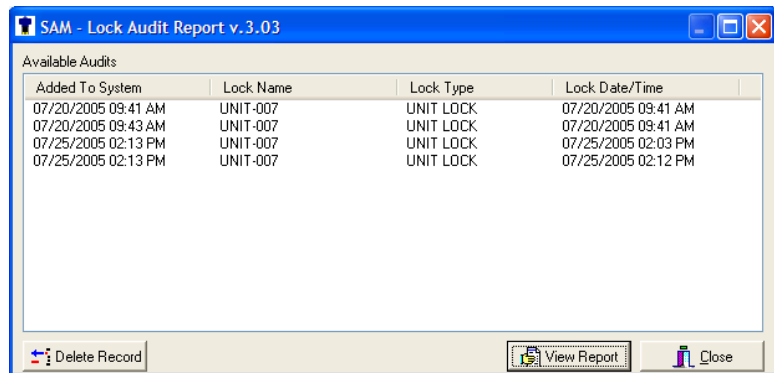 SAM - Lock Audit Report v.3.03
Available Audits
Added To System Lock Name Lock Type Lock Date/Time
07/20/2005 09:41 AM UNIT-007 UNIT LOCK 07/20/2005 09:41 AM
07/20/2005 09:43 AM UNIT-007 UNIT LOCK 07/20/2005 09:41 AM
07/25/2005 02:13 PM UNIT-007 UNIT LOCK 07/25/2005 02:03 PM
07/25/2005 02:13 PM UNIT-007 UNIT LOCK 07/25/2005 02:12 PM
Delete Record View Report Close